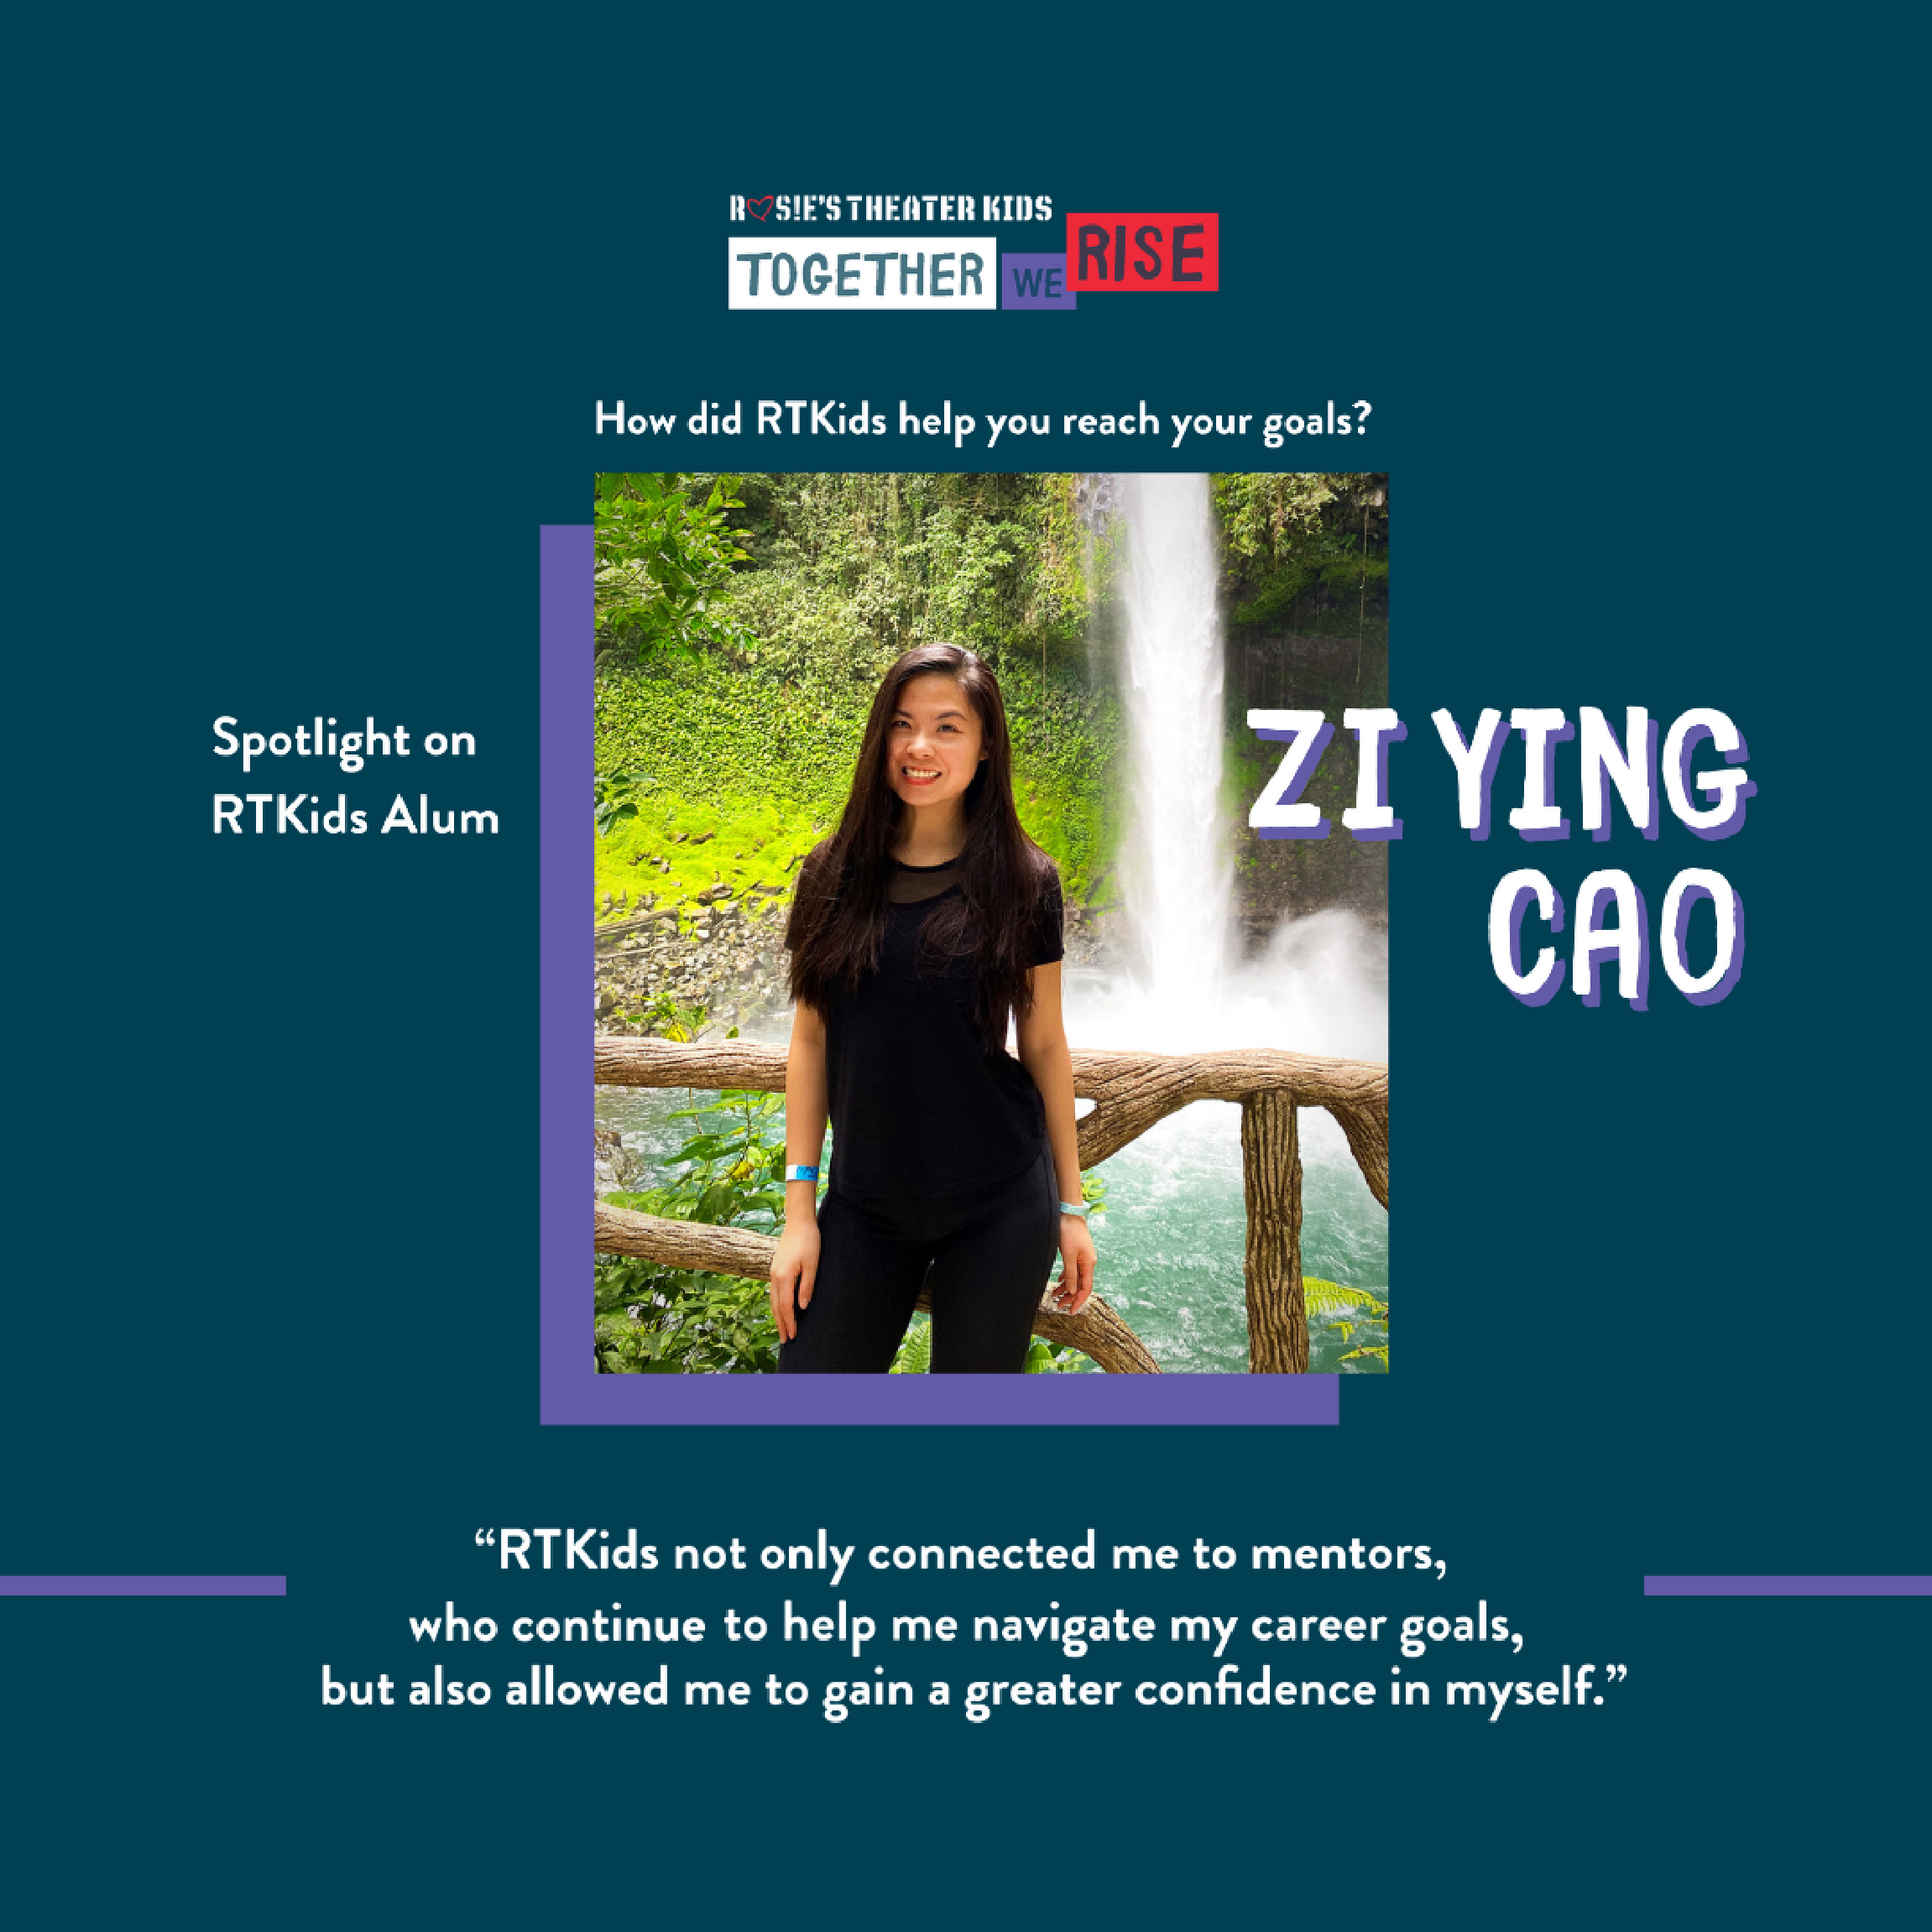 R♡S!E'S THEATER KIDS
TOGETHER WE RISE
How did RTKids help you reach your goals?
Spotlight on
RTKids Alum
ZI YING
CAO
“RTKids not only connected me to mentors,
who continue to help me navigate my career goals,
but also allowed me to gain a greater confidence in myself.”